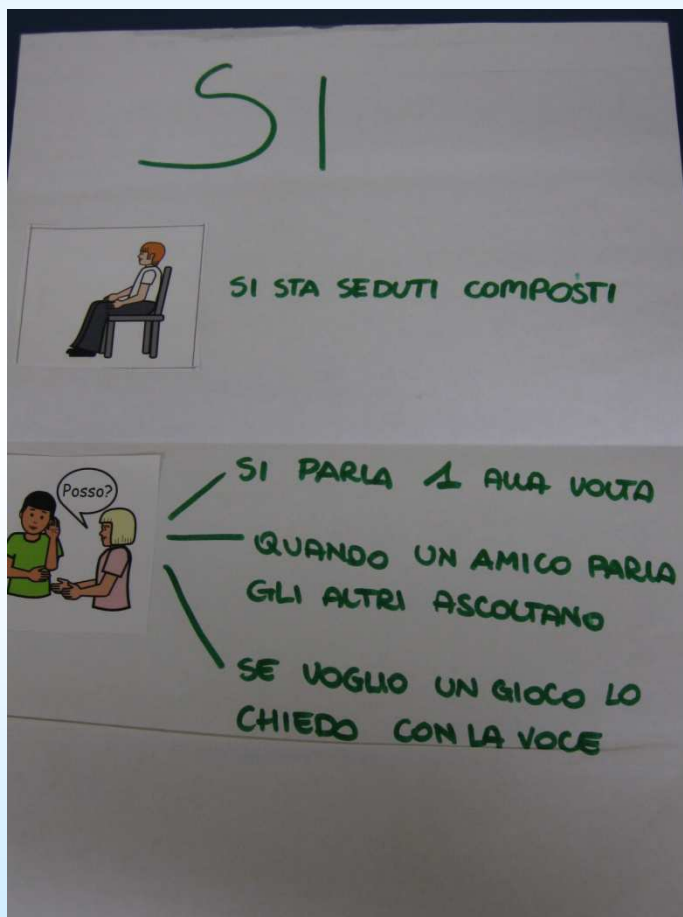 SI
SI STA SEDUTI COMPOSTI
Posso?
SI PARLA 1 ALLA VOLTA
QUANDO UN AMICO PARLA
GLI ALTRI ASCOLTANO
SE VOGLIO UN GIOCO LO
CHIEDO CON LA VOCE